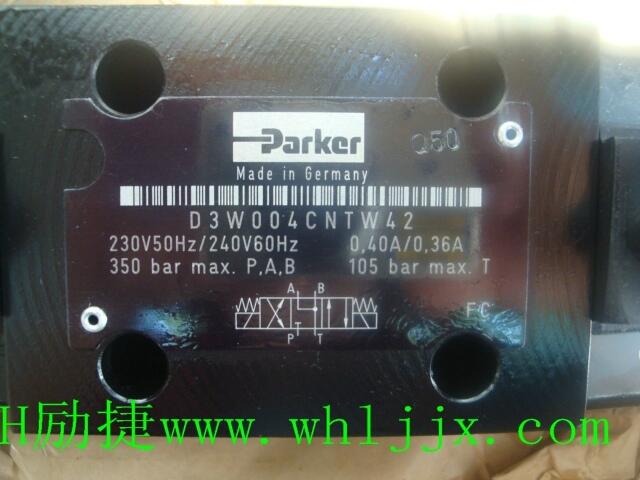 Parker
Q50
Made in Germany
D3W004CNTW42
230V50Hz/240V60Hz 0,40A/0,36A
350 bar max. P,A,B 105 bar max. T
A B
FC
P T T
H励捷www.whljjx.com